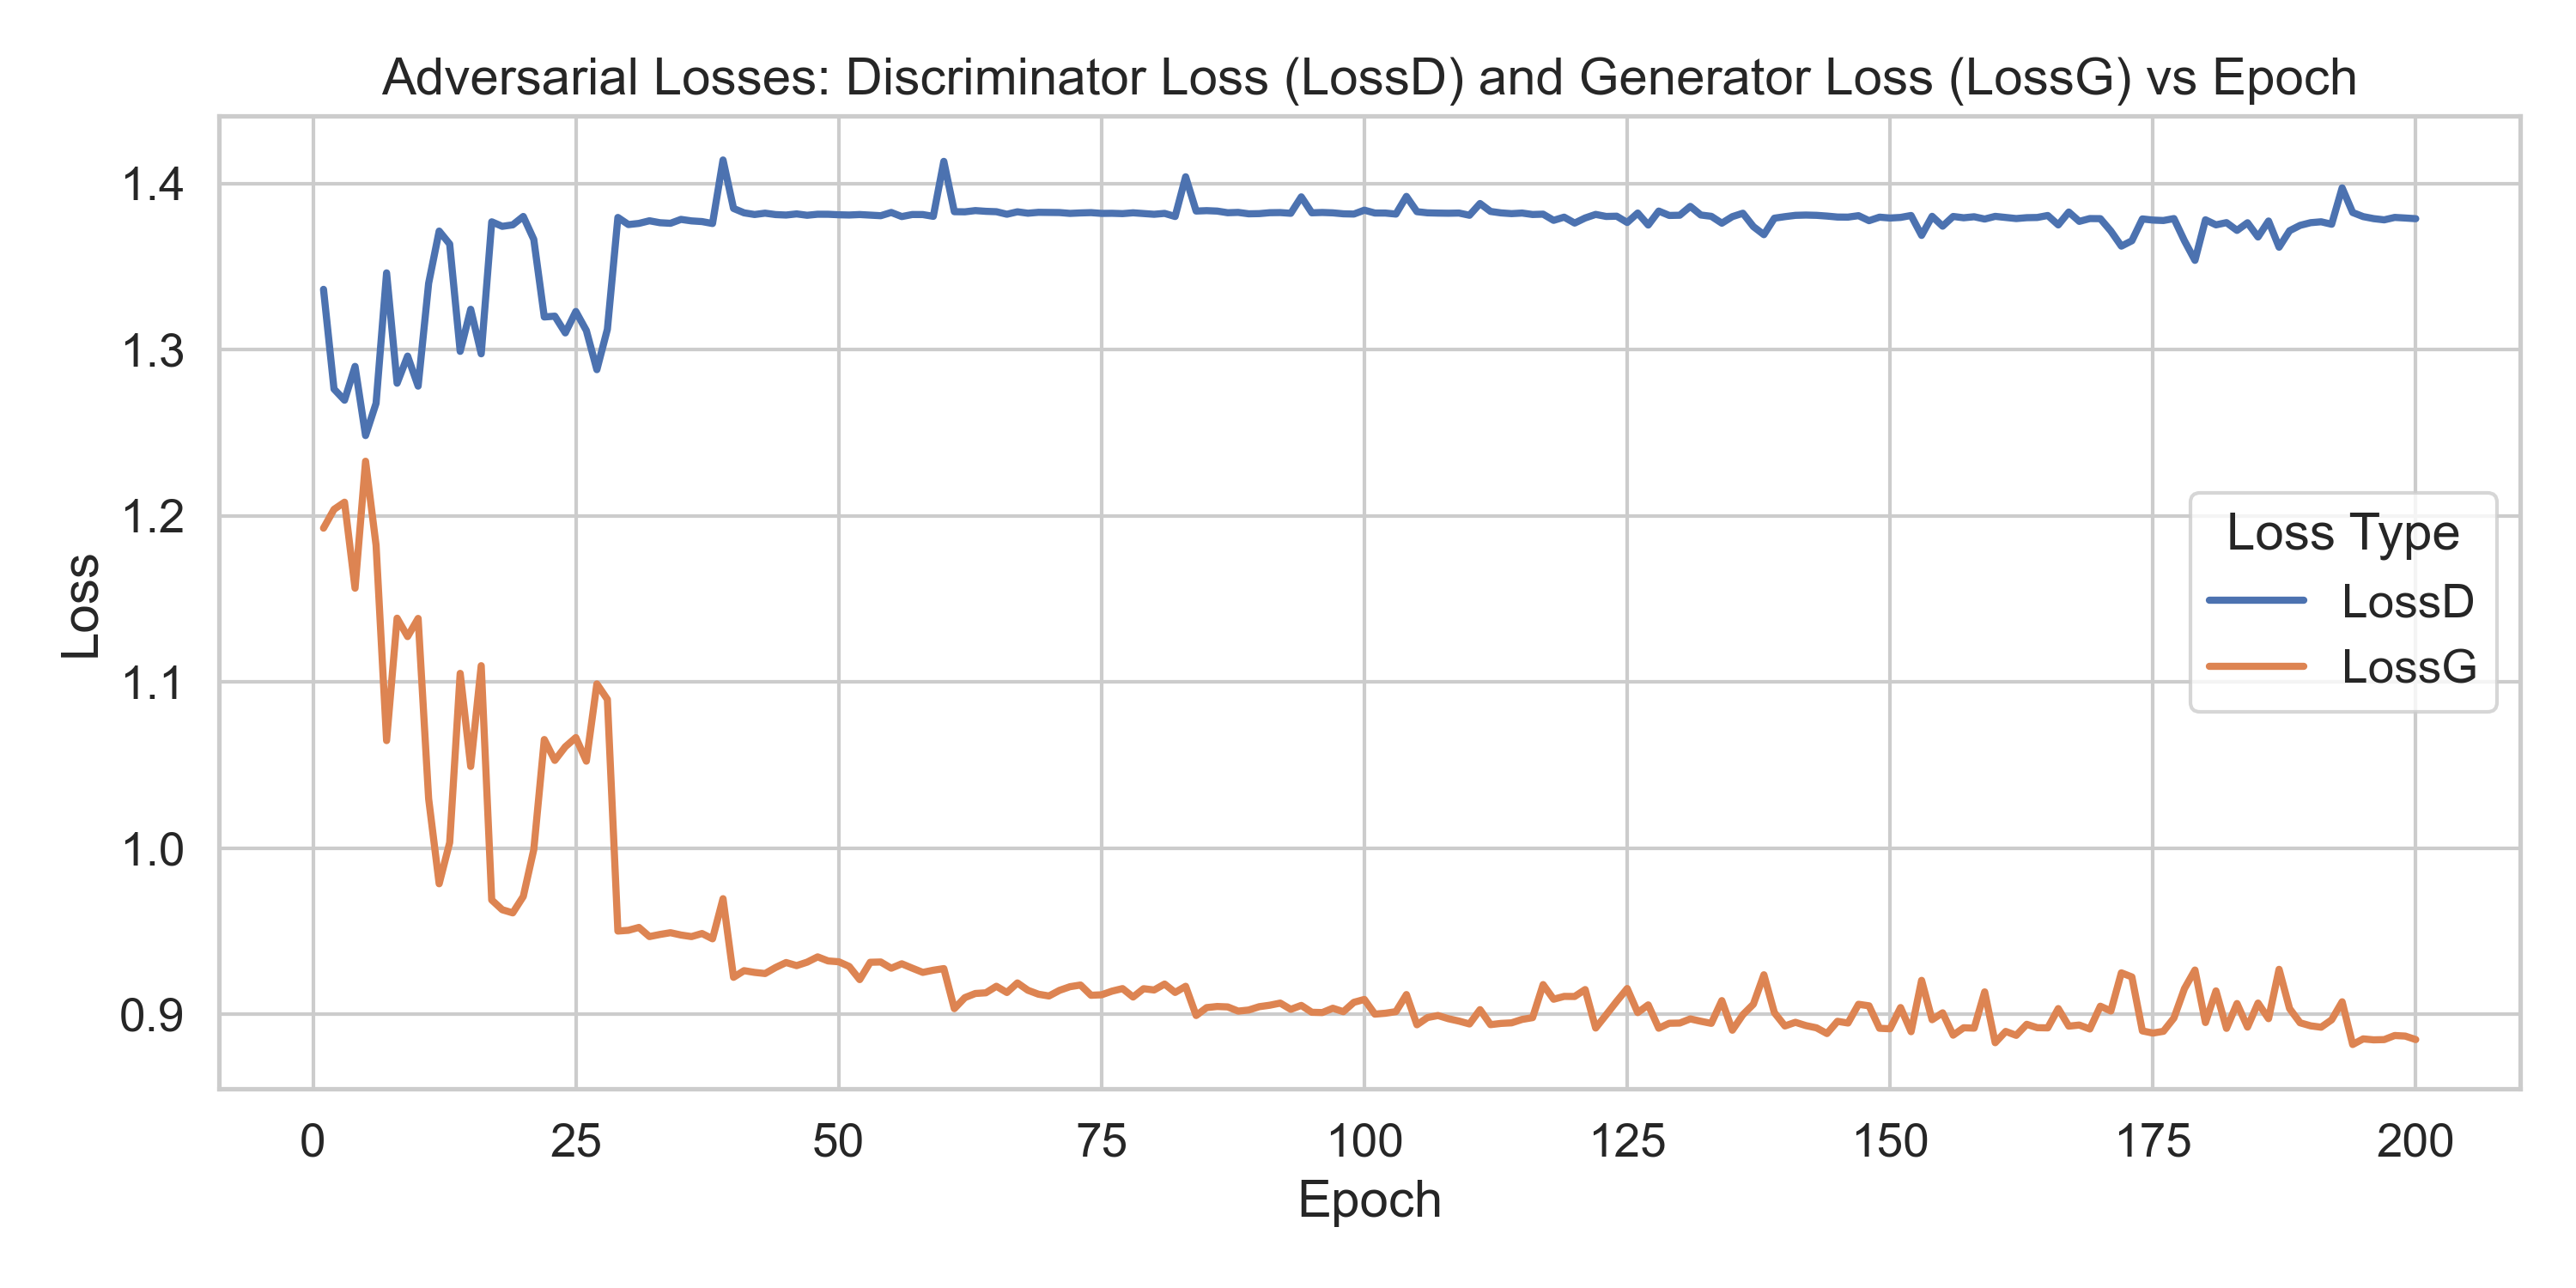 Adversarial Losses: Discriminator Loss (LossD) and Generator Loss (LossG) vs Epoch
1.4
1.3
1.2
1.1
1.0
0.9
Loss
Loss Type
LossD
LossG
0 25 50 75 100 125 150 175 200
Epoch